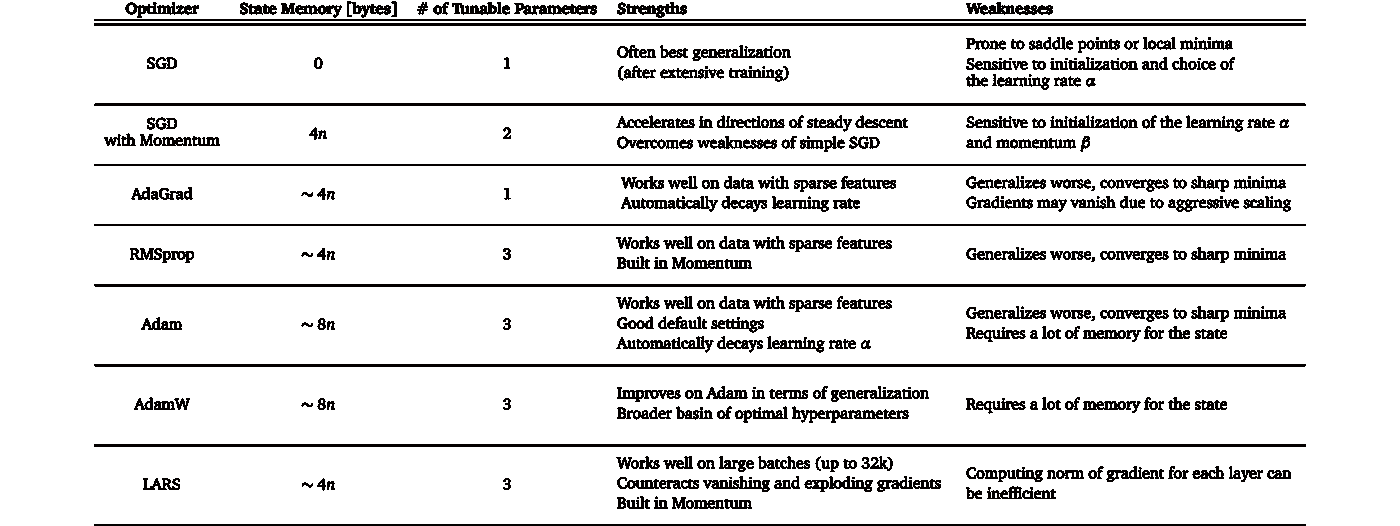 Optimizer State Memory [bytes] # of Tunable Parameters Strengths Weaknesses
SGD 0 1
Often best generalization
(after extensive training)
Prone to saddle points or local minima
Sensitive to initialization and choice of
the learning rate α
SGD
with Momentum
4n 2
Accelerates in directions of steady descent
Overcomes weaknesses of simple SGD
Sensitive to initialization of the learning rate α
and momentum β
AdaGrad ~ 4n 1
Works well on data with sparse features
Automatically decays learning rate
Generalizes worse, converges to sharp minima
Gradients may vanish due to aggressive scaling
RMSprop ~ 4n 3
Works well on data with sparse features
Built in Momentum
Generalizes worse, converges to sharp minima
Adam ~ 8n 3
Works well on data with sparse features
Good default settings
Automatically decays learning rate α
Generalizes worse, converges to sharp minima
Requires a lot of memory for the state
AdamW ~ 8n 3
Improves on Adam in terms of generalization
Broader basin of optimal hyperparameters
Requires a lot of memory for the state
LARS ~ 4n 3
Works well on large batches (up to 32k)
Counteracts vanishing and exploding gradients
Built in Momentum
Computing norm of gradient for each layer can
be inefficient